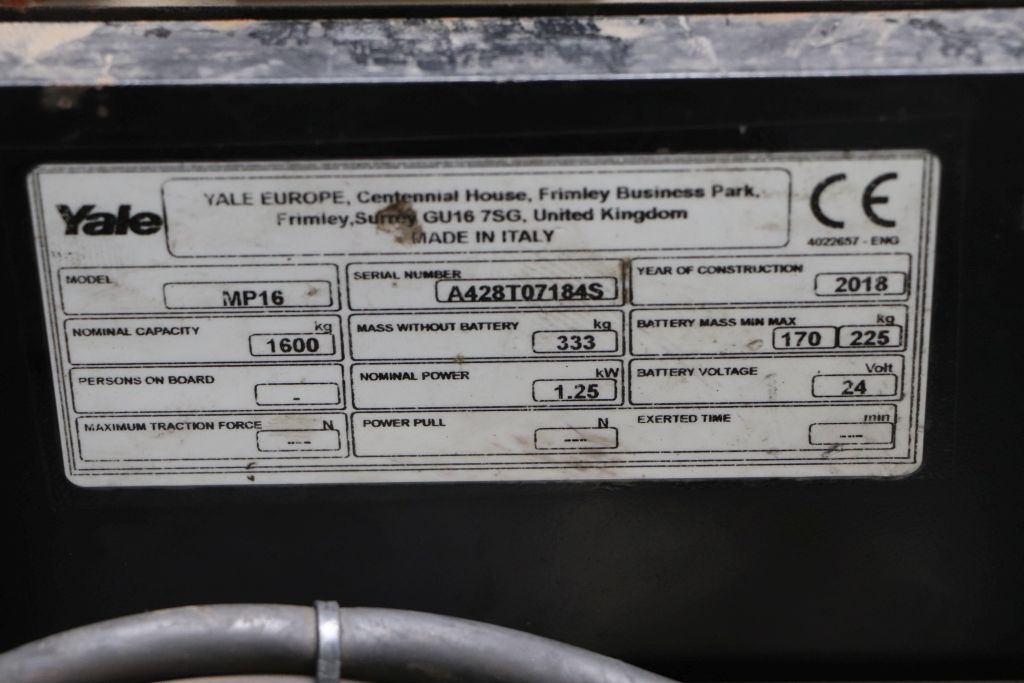 Yale
YALE EUROPE, Centennial House, Frimley Business Park,
Frimley,Surrey GU16 7SG, United Kingdom
MADE IN ITALY
CE
4022657 - ENG
MODEL MP16
SERIAL NUMBER A428T07184S
YEAR OF CONSTRUCTION 2018
NOMINAL CAPACITY kg 1600
MASS WITHOUT BATTERY kg 333
BATTERY MASS MIN MAX kg 170 225
PERSONS ON BOARD -
NOMINAL POWER kW 1.25
BATTERY VOLTAGE Volt 24
MAXIMUM TRACTION FORCE N ---
POWER PULL N ---
EXERTED TIME min ---